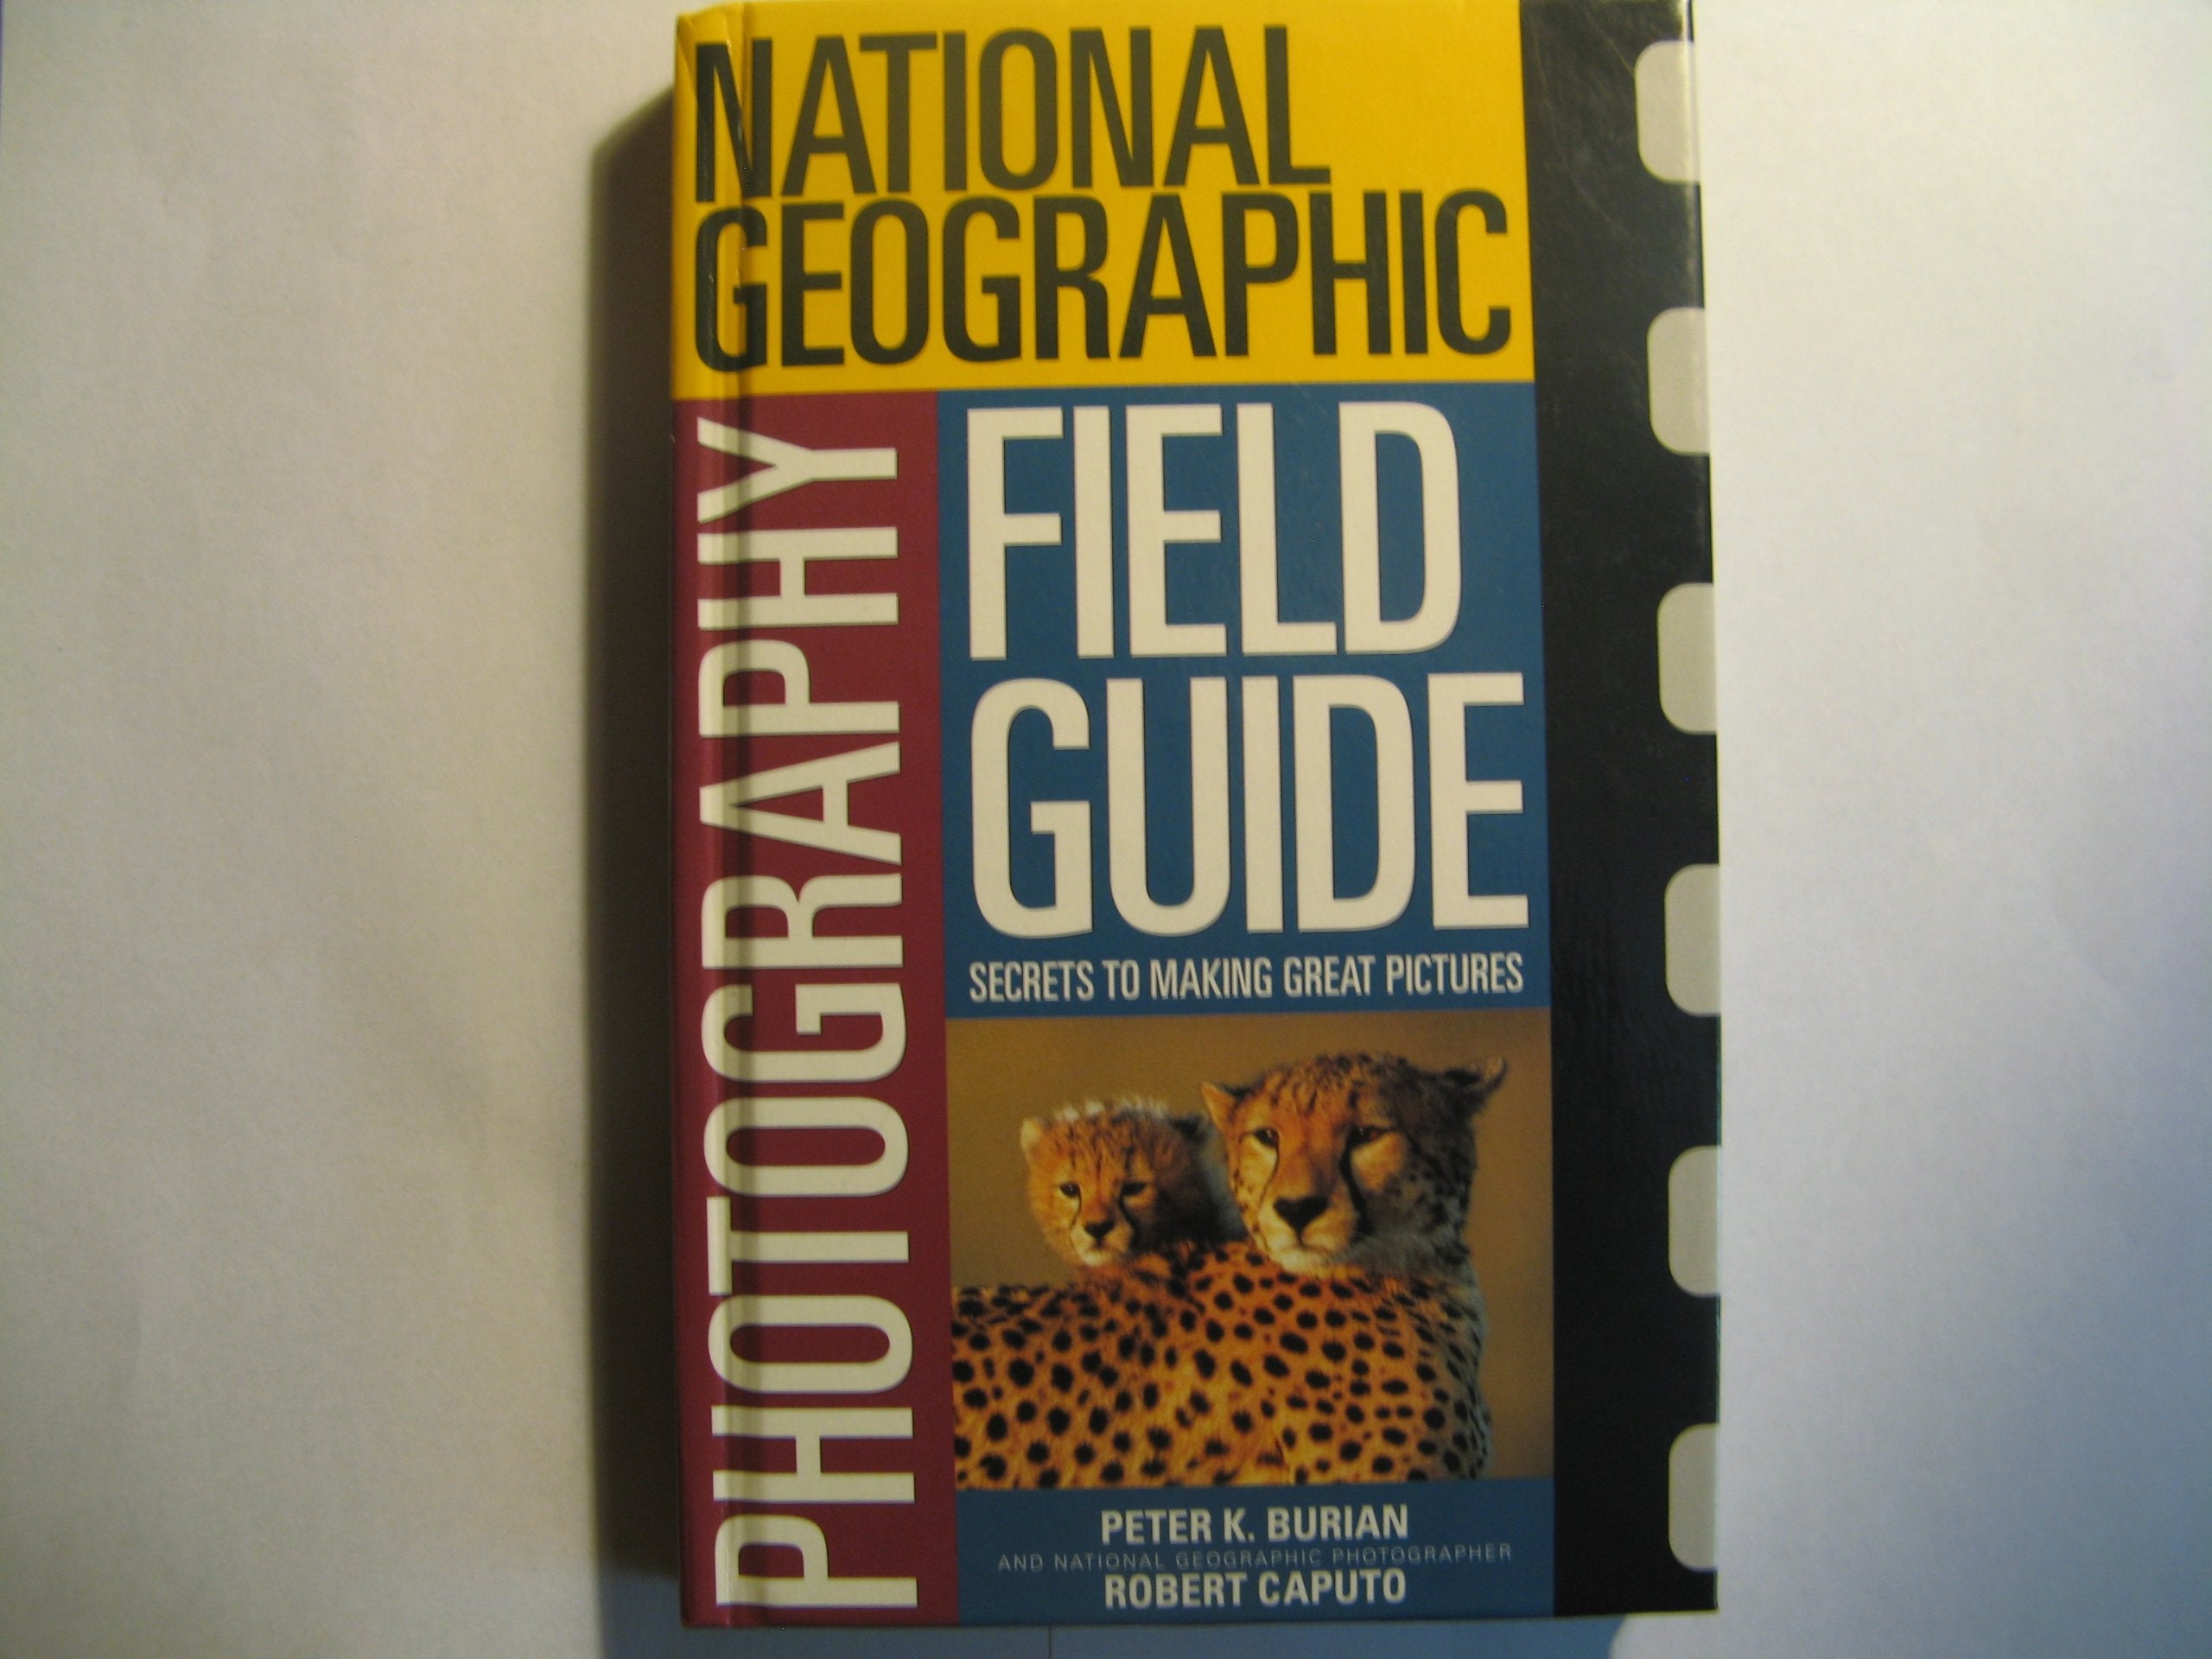 NATIONAL
GEOGRAPHIC
PHOTOGRAPHY
FIELD
GUIDE
SECRETS TO MAKING GREAT PICTURES
PETER K. BURIAN
AND NATIONAL GEOGRAPHIC PHOTOGRAPHER
ROBERT CAPUTO